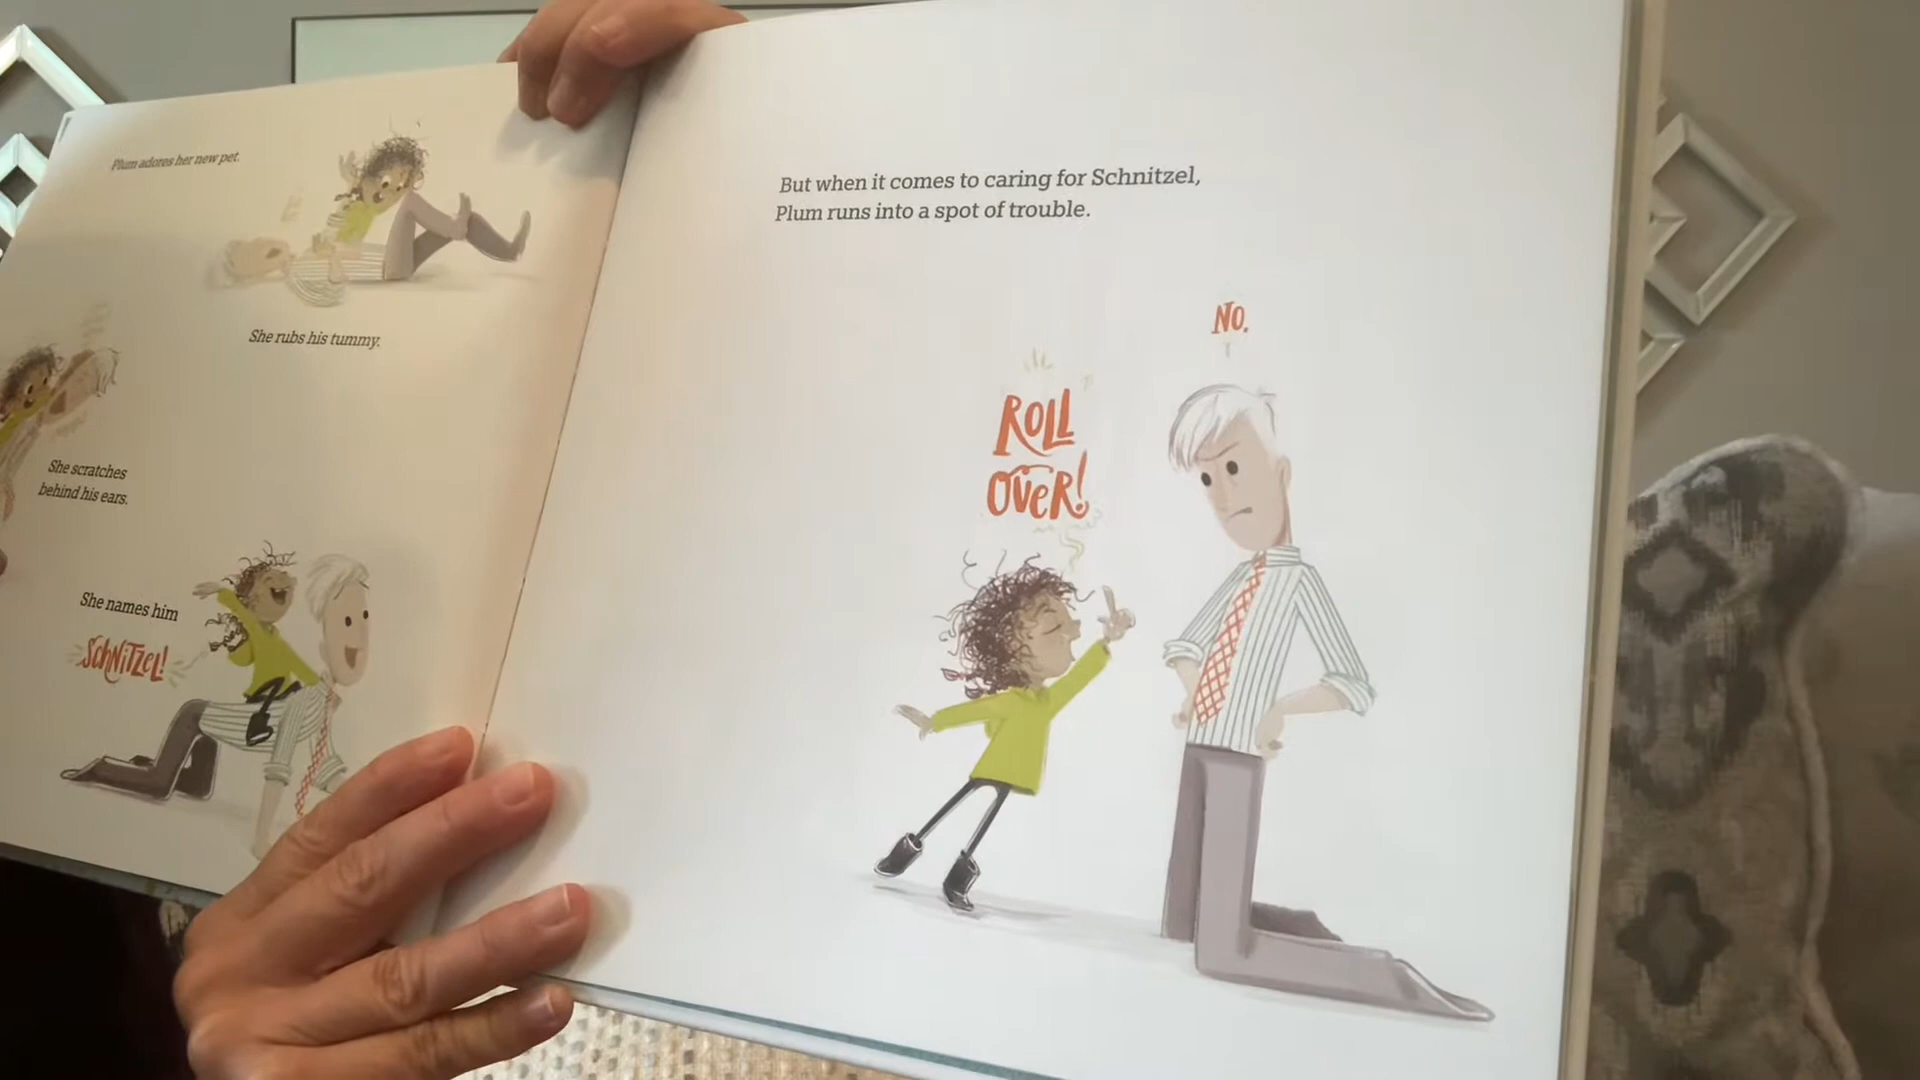 Plum adores her new pet.
She rubs his tummy.
She scratches
behind his ears.
She names him
SCHNITZEL!
But when it comes to caring for Schnitzel,
Plum runs into a spot of trouble.
NO.
ROLL
OVER!